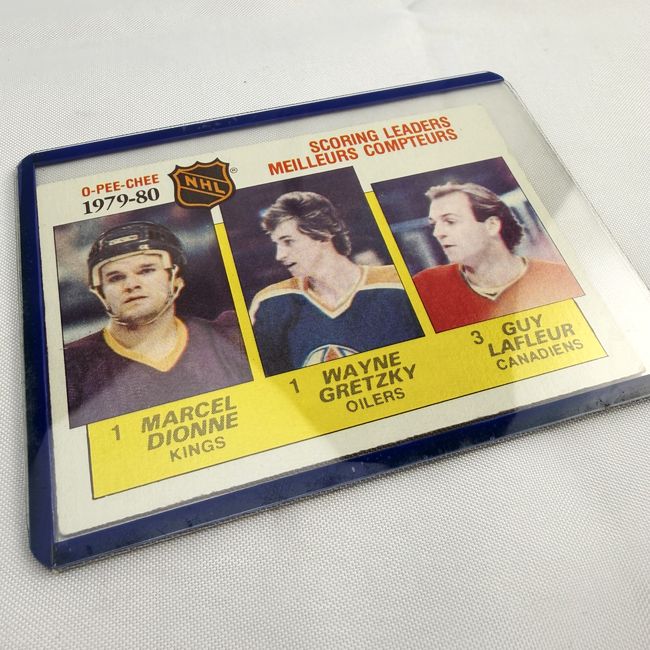 O-PEE-CHEE
1979-80
NHL
®
SCORING LEADERS
MEILLEURS COMPTEURS
1 MARCEL
DIONNE
KINGS
1 WAYNE
GRETZKY
OILERS
3 GUY
LAFLEUR
CANADIENS